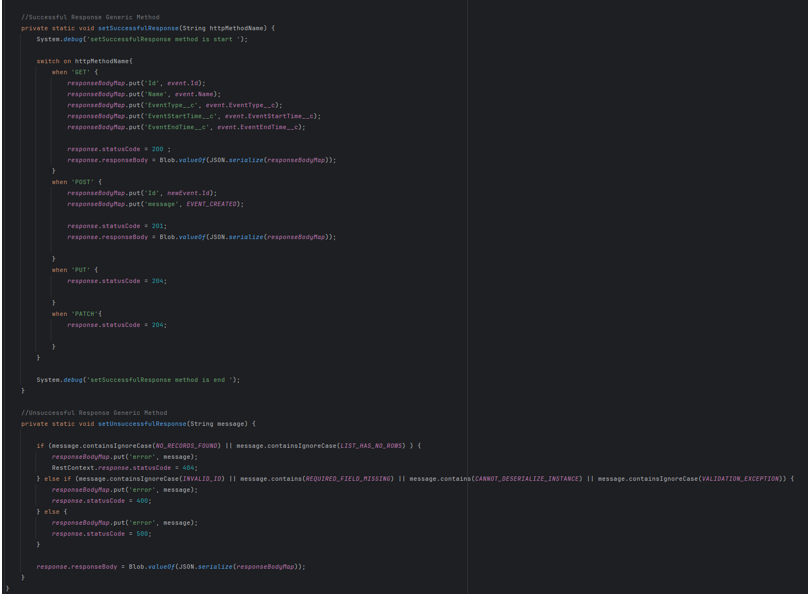 //Successful Response Generic Method
private static void setSuccessfulResponse(String httpMethodName) {
System.debug('setSuccessfulResponse method is start ');
switch on httpMethodName{
when 'GET' {
responseBodyMap.put('Id', event.Id);
responseBodyMap.put('Name', event.Name);
responseBodyMap.put('EventType__c', event.EventType__c);
responseBodyMap.put('EventStartTime__c', event.EventStartTime__c);
responseBodyMap.put('EventEndTime__c', event.EventEndTime__c);
response.statusCode = 200 ;
response.responseBody = Blob.valueOf(JSON.serialize(responseBodyMap));
}
when 'POST' {
responseBodyMap.put('Id', newEvent.Id);
responseBodyMap.put('message', EVENT_CREATED);
response.statusCode = 201;
response.responseBody = Blob.valueOf(JSON.serialize(responseBodyMap));
}
when 'PUT' {
response.statusCode = 204;
}
when 'PATCH'{
response.statusCode = 204;
}
}
System.debug('setSuccessfulResponse method is end ');
}
//Unsuccessful Response Generic Method
private static void setUnsuccessfulResponse(String message) {
if (message.containsIgnoreCase(NO_RECORDS_FOUND) || message.containsIgnoreCase(LIST_HAS_NO_ROWS) ) {
responseBodyMap.put('error', message);
RestContext.response.statusCode = 404;
} else if (message.containsIgnoreCase(INVALID_ID) || message.contains(REQUIRED_FIELD_MISSING) || message.contains(CANNOT_DESERIALIZE_INSTANCE) || message.containsIgnoreCase(VALIDATION_EXCEPTION)) {
responseBodyMap.put('error', message);
response.statusCode = 400;
} else {
responseBodyMap.put('error', message);
response.statusCode = 500;
}
response.responseBody = Blob.valueOf(JSON.serialize(responseBodyMap));
}
}